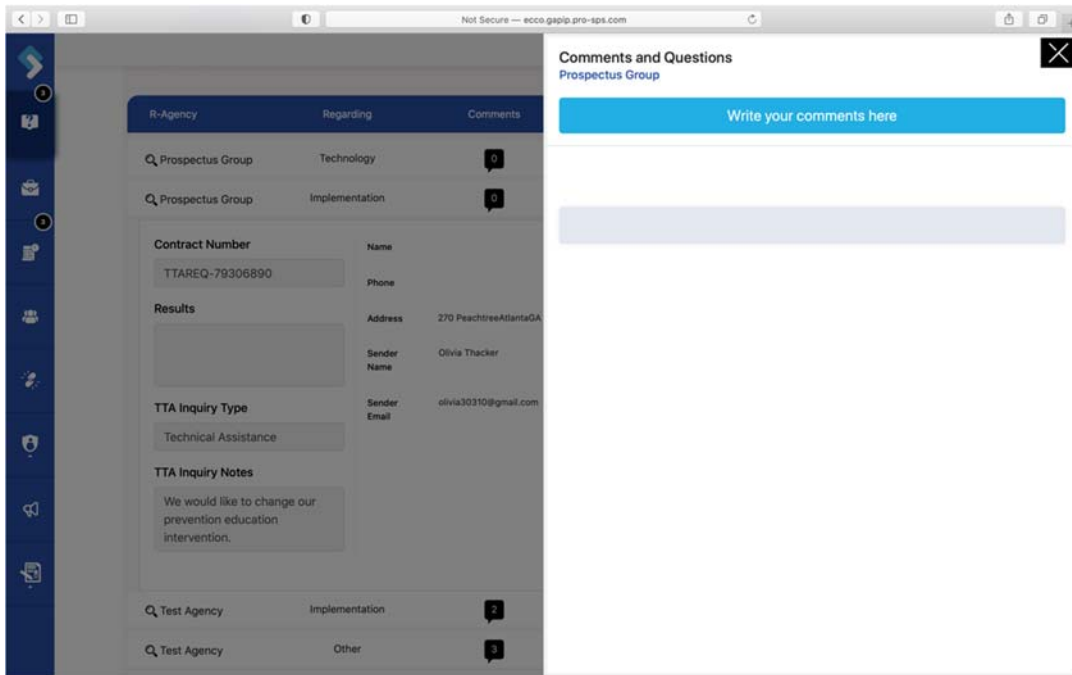 Not Secure — ecco.gapip.pro-sps.com
Comments and Questions
Prospectus Group
Write your comments here
3
R-Agency Regarding Comments
Prospectus Group Technology 0
Prospectus Group Implementation 0
3
Contract Number
TTAREQ-79306890
Results
TTA Inquiry Type
Technical Assistance
TTA Inquiry Notes
We would like to change our
prevention education
intervention.
Name
Phone
Address 270 PeachtreeAtlantaGA
Sender Olivia Thacker
Name
Sender olivia30310@gmail.com
Email
Test Agency Implementation 2
Test Agency Other 3